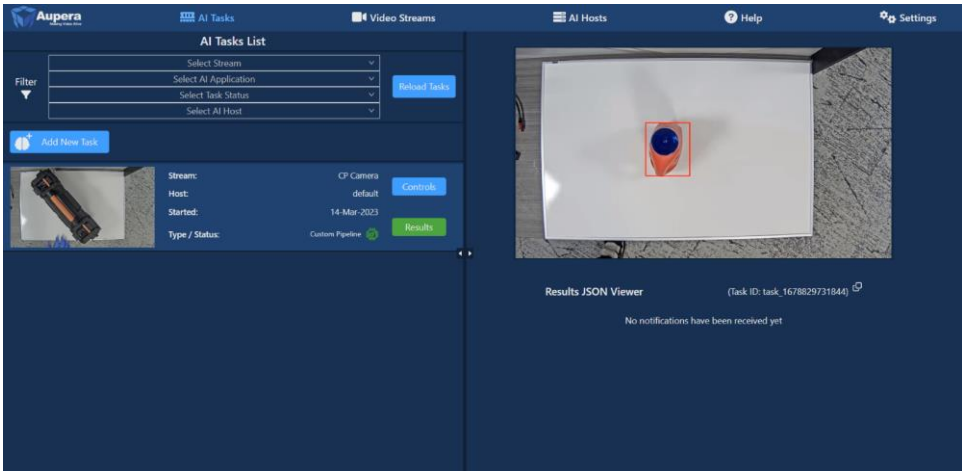 Aupera
AI Tasks
Video Streams
AI Hosts
Help
Settings
AI Tasks List
Filter
Select Stream
Select AI Application
Select Task Status
Select AI Host
Reload Tasks
Add New Task
Stream: CP Camera
Host: default
Started: 14-Mar-2023
Type / Status: Custom Pipeline
Controls
Results
Results JSON Viewer
(Task ID: task_1678829731844)
No notifications have been received yet